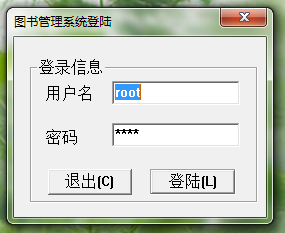 图书管理系统登陆
登录信息
用户名 root
密码 ****
退出(C) 登陆(L)